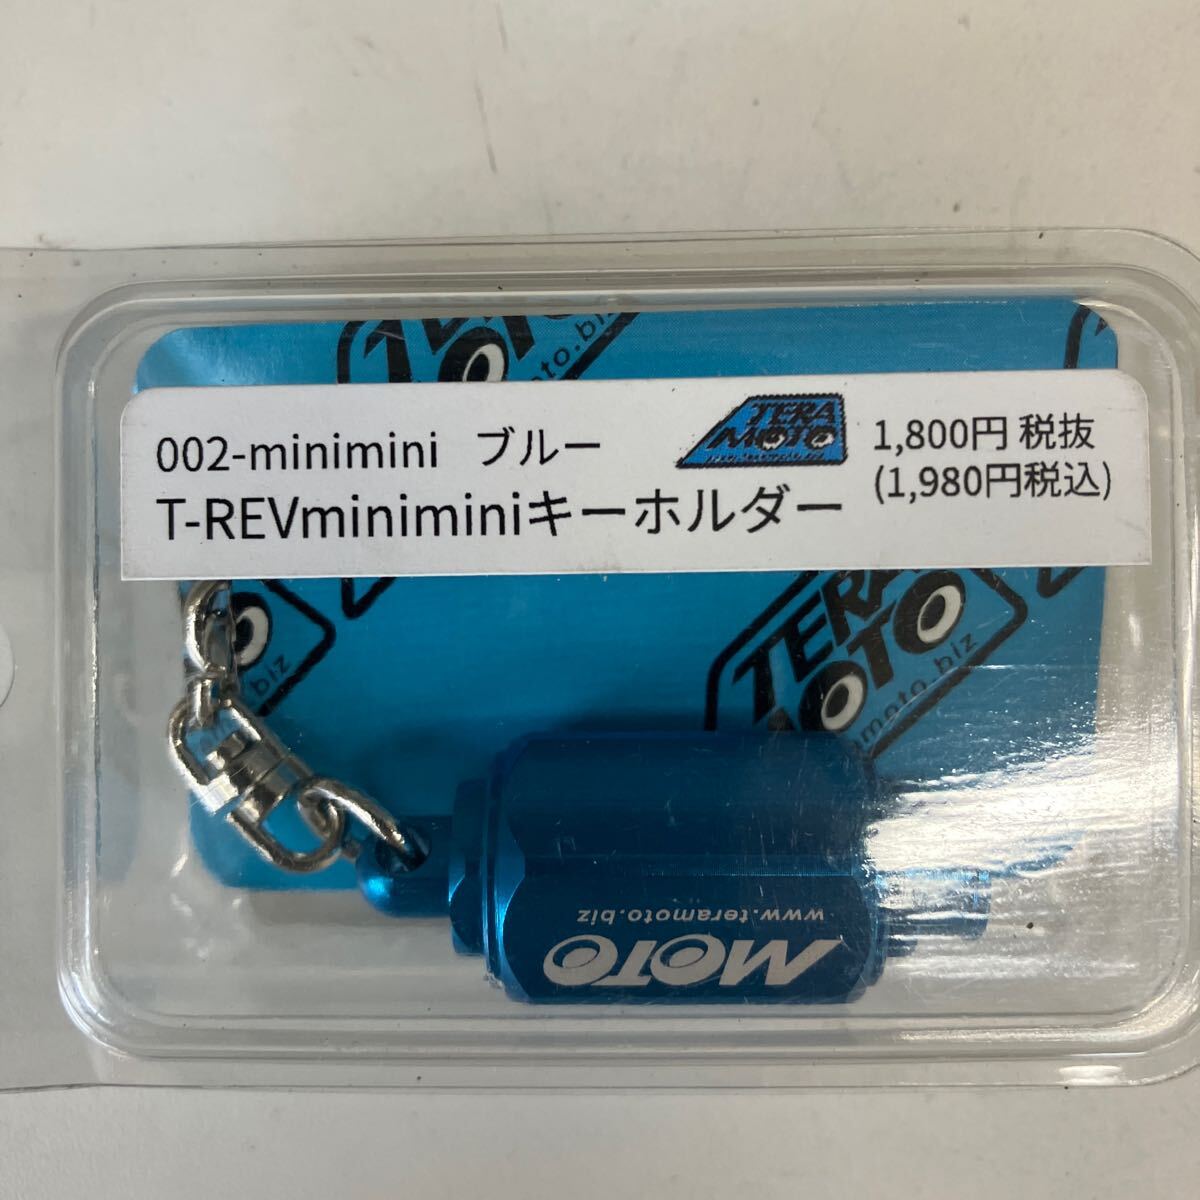 002-minimini ブルー
T-REVminiminiキーホルダー
TERA
MOTO
1,800円 税抜
(1,980円税込)
TERA
MOTO
moto.biz
www.teramoto.biz
MOTO